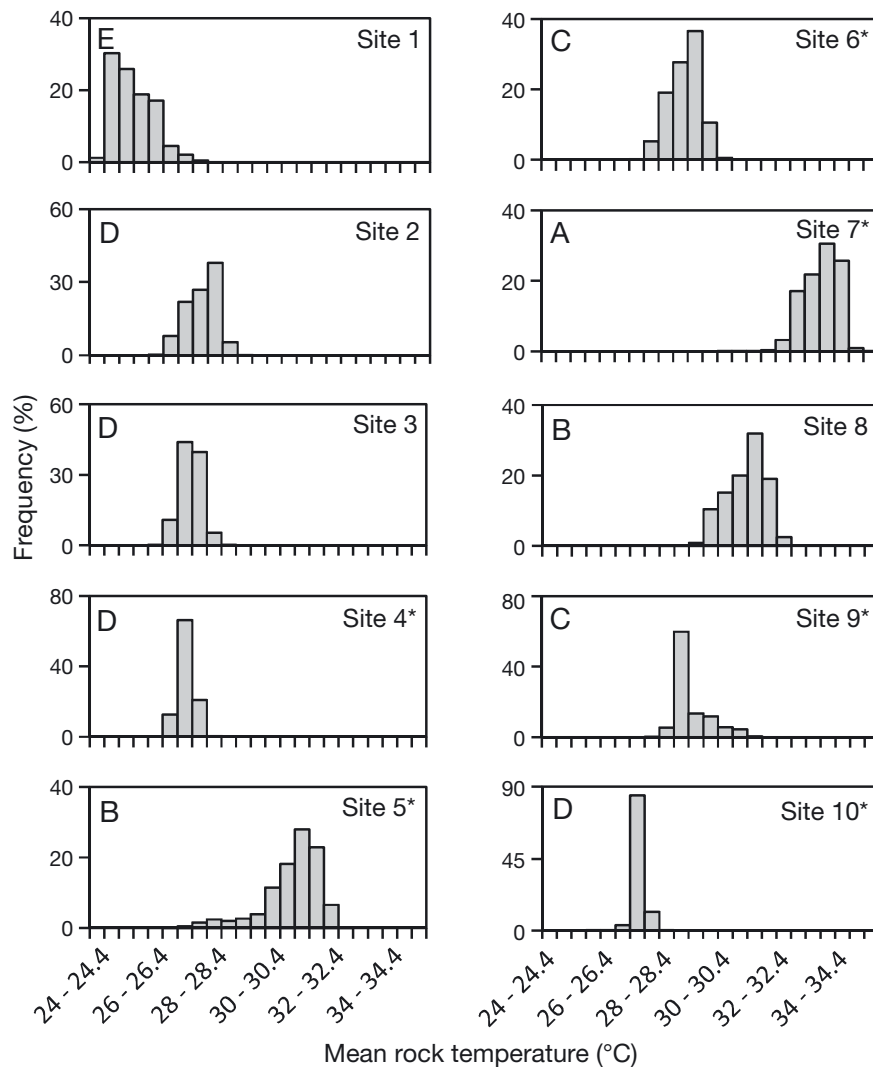 E Site 1
40
20
0
C Site 6*
40
20
0
D Site 2
60
30
0
A Site 7*
40
20
0
D Site 3
60
30
0
B Site 8
40
20
0
D Site 4*
80
40
0
C Site 9*
80
40
0
B Site 5*
40
20
0
D Site 10*
90
45
0
Frequency (%)
24 - 24.4
26 - 26.4
28 - 28.4
30 - 30.4
32 - 32.4
34 - 34.4
24 - 24.4
26 - 26.4
28 - 28.4
30 - 30.4
32 - 32.4
34 - 34.4
Mean rock temperature (°C)